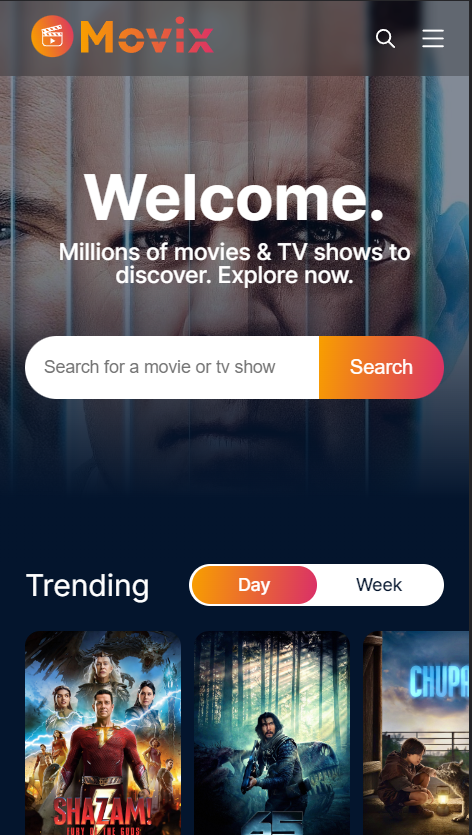 Movix
Welcome.
Millions of movies & TV shows to
discover. Explore now.
Search for a movie or tv show
Search
Trending
Day
Week
SHAZAM!
FURY OF THE GODS
65
CHUPA